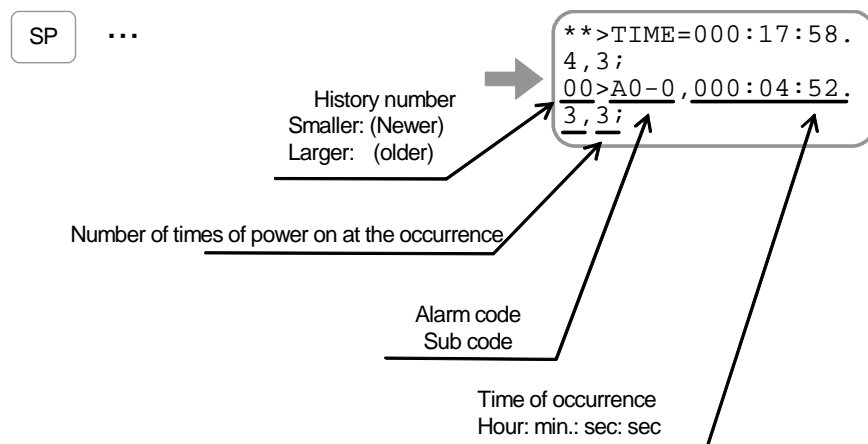 SP ...
**>TIME=000:17:58.
4,3;
00>A0-0,000:04:52.
3,3;
History number
Smaller: (Newer)
Larger: (older)
Number of times of power on at the occurrence
Alarm code
Sub code
Time of occurrence
Hour: min.: sec: sec